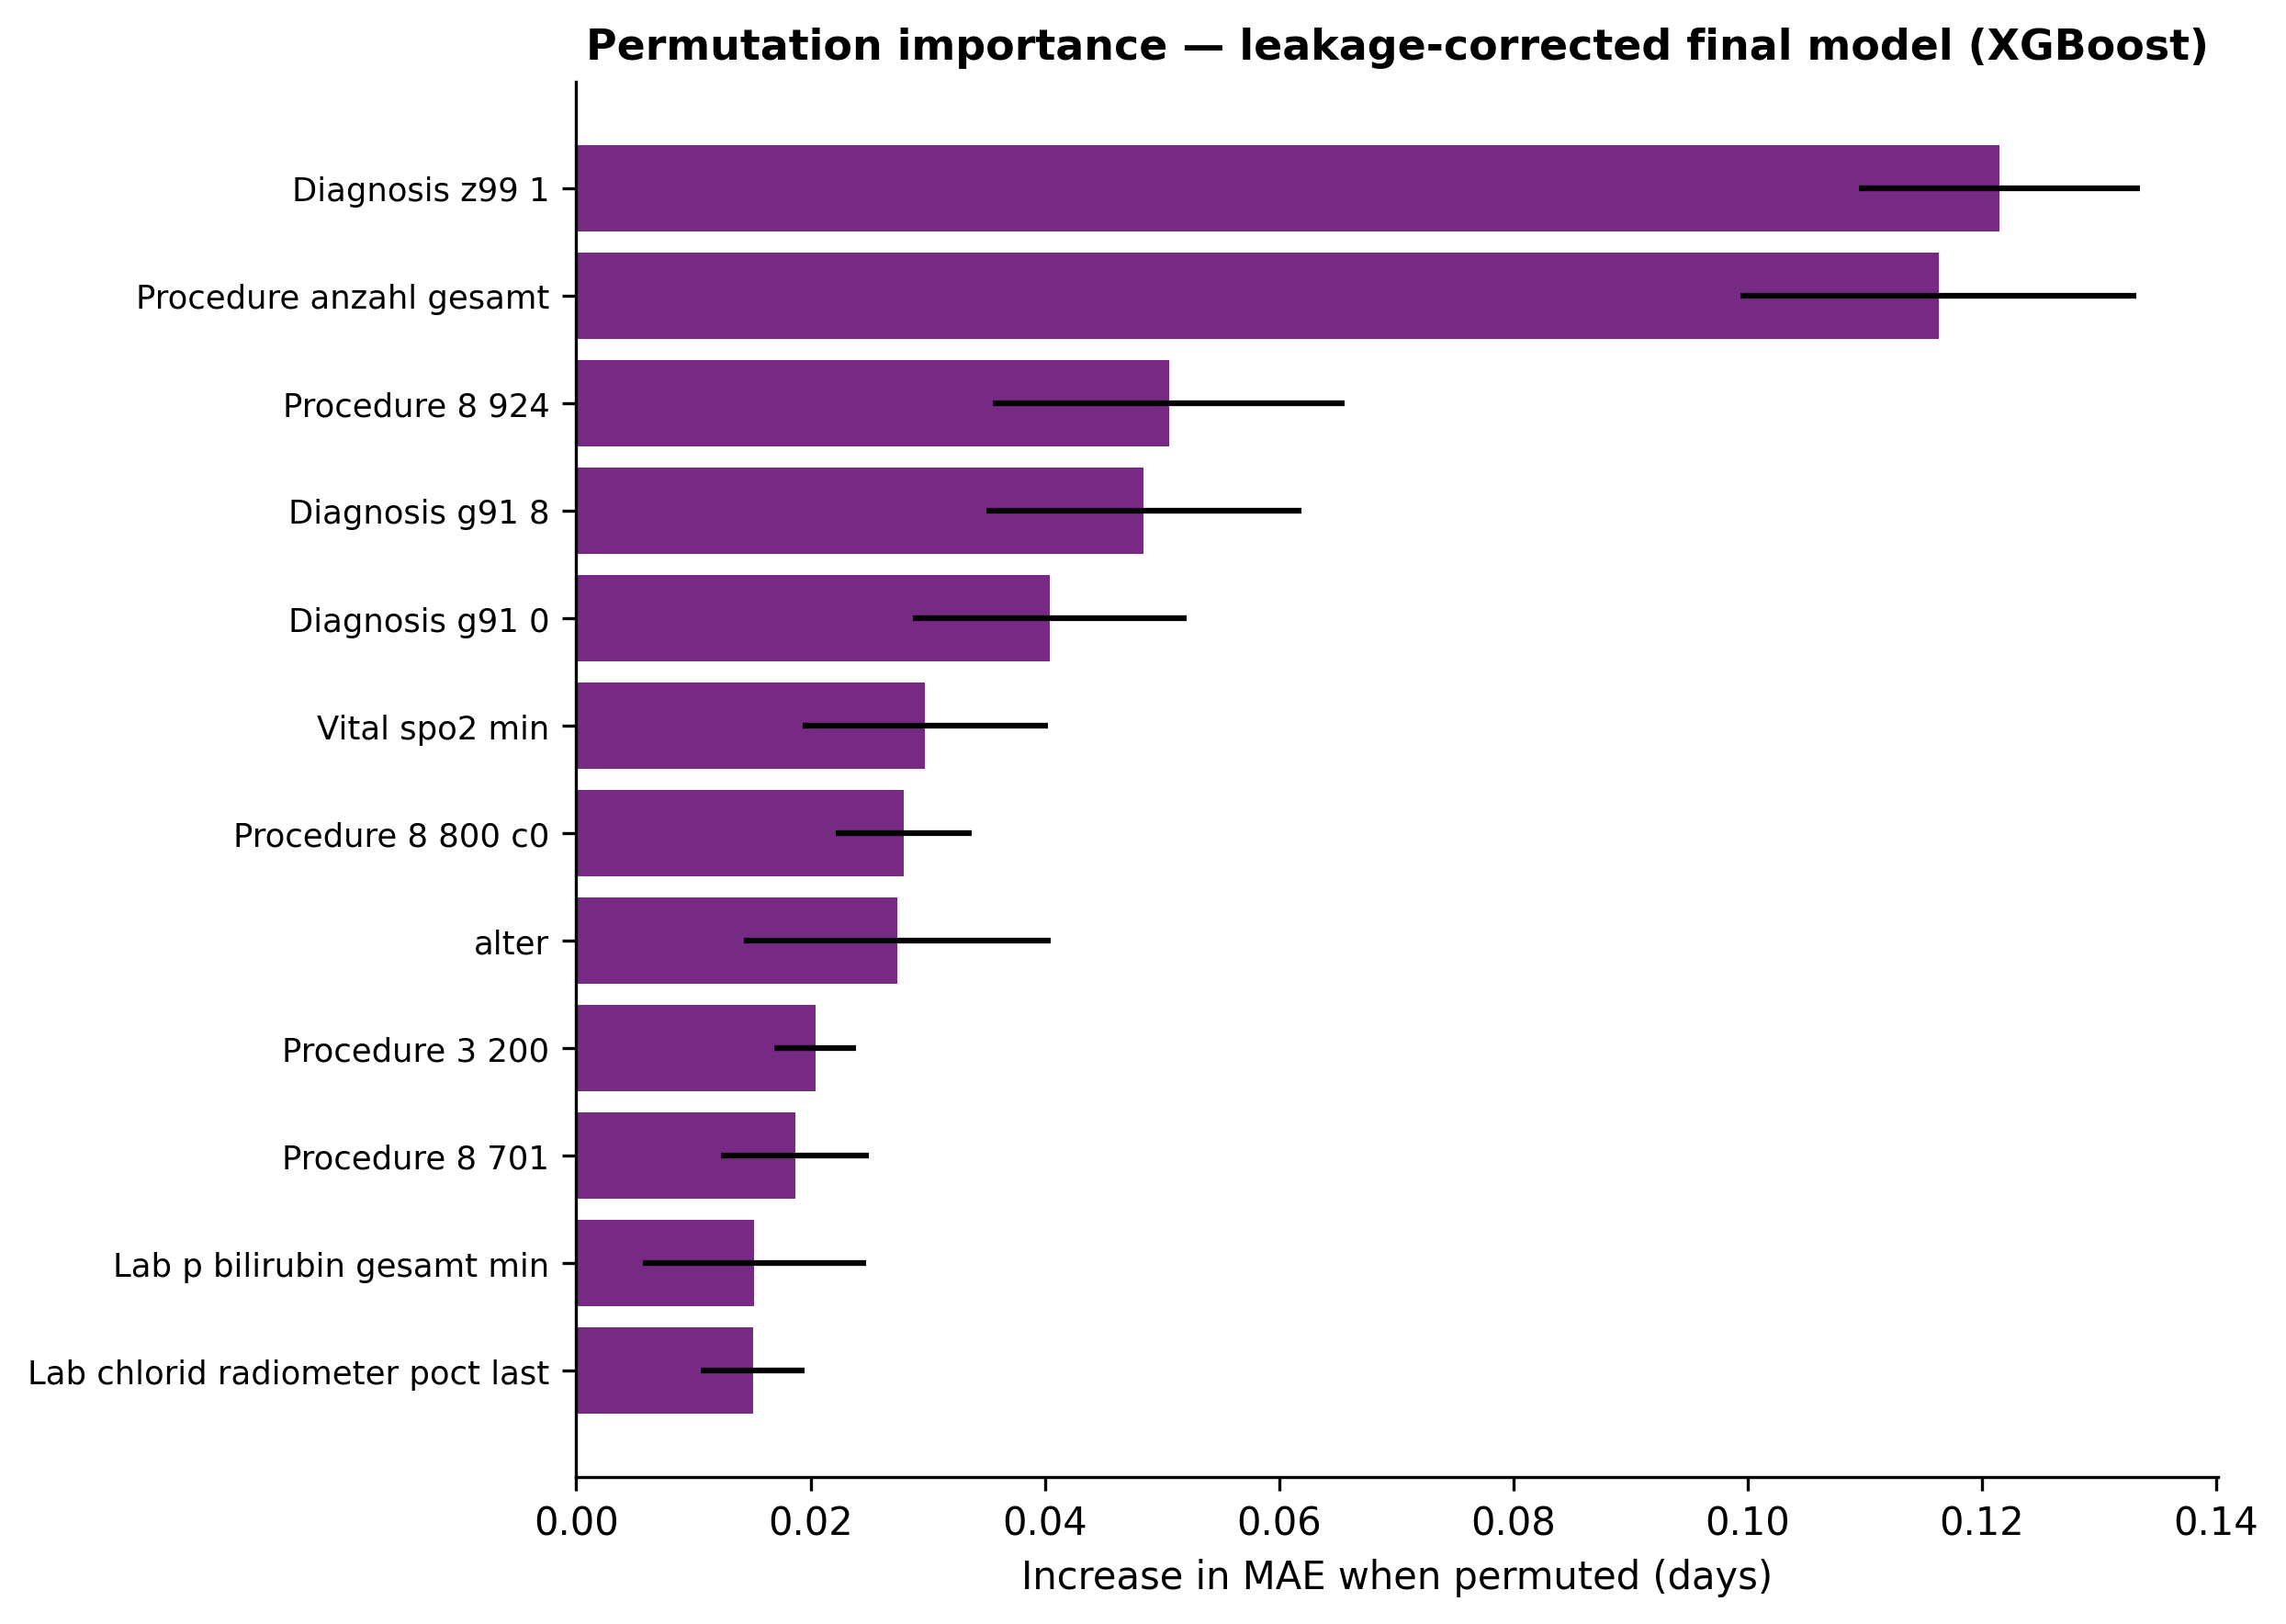 Permutation importance — leakage-corrected final model (XGBoost)
Diagnosis z99 1
Procedure anzahl gesamt
Procedure 8 924
Diagnosis g91 8
Diagnosis g91 0
Vital spo2 min
Procedure 8 800 c0
alter
Procedure 3 200
Procedure 8 701
Lab p bilirubin gesamt min
Lab chlorid radiometer poct last
0.00 0.02 0.04 0.06 0.08 0.10 0.12 0.14
Increase in MAE when permuted (days)